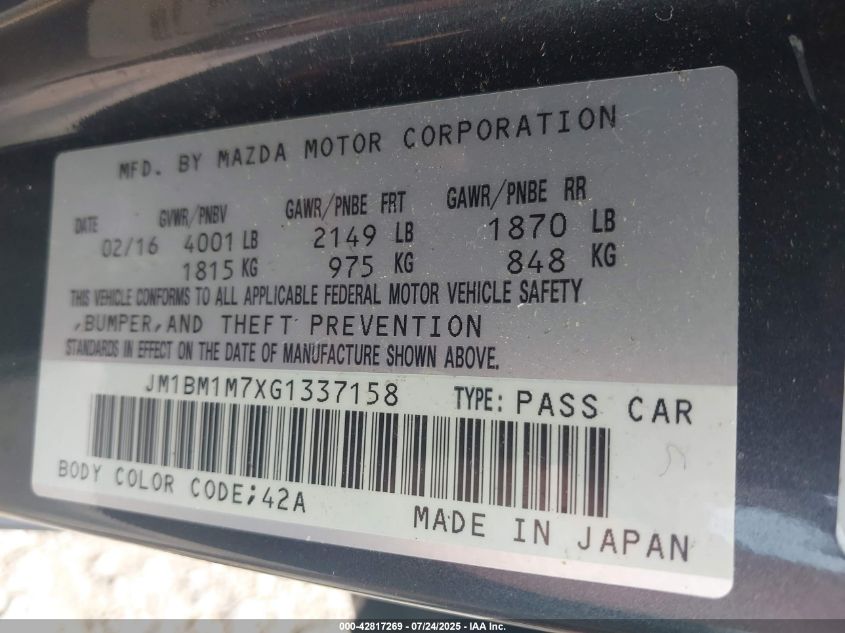 MFD. BY MAZDA MOTOR CORPORATION
DATE GVWR/PNBV GAWR/PNBE FRT GAWR/PNBE RR
02/16 4001 LB 2149 LB 1870 LB
1815 KG 975 KG 848 KG
THIS VEHICLE CONFORMS TO ALL APPLICABLE FEDERAL MOTOR VEHICLE SAFETY
,BUMPER,AND THEFT PREVENTION
STANDARDS IN EFFECT ON THE DATE OF MANUFACTURE SHOWN ABOVE.
JM1BM1M7XG1337158 TYPE: PASS CAR
BODY COLOR CODE;42A
MADE IN JAPAN
000-42817269 - 07/24/2025 - IAA Inc.